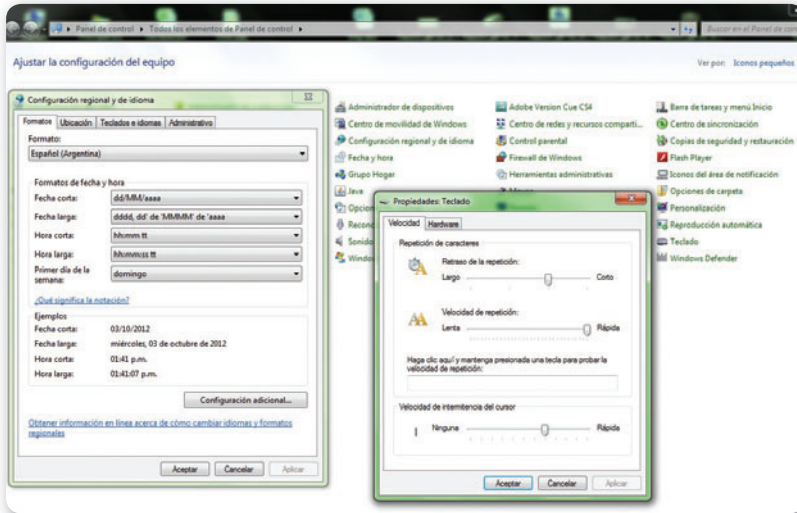 Panel de control ▸ Todos los elementos de Panel de control ▸
Buscar en el Panel de con
Ajustar la configuración del equipo
Ver por: Iconos pequeños
Configuración regional y de idioma
Formatos Ubicación Teclados e idiomas Administrativo
Formato:
Español (Argentina)
Formatos de fecha y hora
Fecha corta: dd/MM/aaaa
Fecha larga: dddd, dd' de 'MMMM' de 'aaaa
Hora corta: hh:mm tt
Hora larga: hh:mm:ss tt
Primer día de la
semana: domingo
¿Qué significa la notación?
Ejemplos
Fecha corta: 03/10/2012
Fecha larga: miércoles, 03 de octubre de 2012
Hora corta: 01:41 p.m.
Hora larga: 01:41:07 p.m.
Configuración adicional...
Obtener información en línea acerca de cómo cambiar idiomas y formatos
regionales
Aceptar Cancelar Aplicar
Administrador de dispositivos
Centro de movilidad de Windows
Configuración regional y de idioma
Fecha y hora
Grupo Hogar
Java
Opcion
Recono
Sonido
Window
Adobe Version Cue CS4
Centro de redes y recursos comparti...
Control parental
Firewall de Windows
Herramientas administrativas
Barra de tareas y menú Inicio
Centro de sincronización
Copias de seguridad y restauración
Flash Player
Iconos del área de notificación
Opciones de carpeta
Personalización
Reproducción automática
Teclado
Windows Defender
Propiedades: Teclado
Velocidad Hardware
Repetición de caracteres
Retraso de la repetición:
Largo Corto
Velocidad de repetición:
Lenta Rápida
Haga clic aquí y mantenga presionada una tecla para probar la
velocidad de repetición:
Velocidad de intermitencia del cursor
Ninguna Rápida
Aceptar Cancelar Aplicar